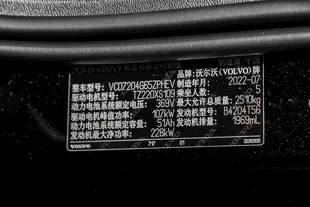 整车型号: VCD7204G65ZPHEV 品牌: 沃尔沃(VOLVO)牌
驱动电机型号: TZ220XS109 制造年月: 2022-07
动力电池系统额定电压: 369V 乘坐人数: 5
驱动电机峰值功率: 107kW 最大允许总质量: 2510kg
动力电池系统额定容量: 51Ah 发动机型号: B4204T56
发动机最大净功率: 228kW 发动机排量: 1969mL
VOLVO 717 61